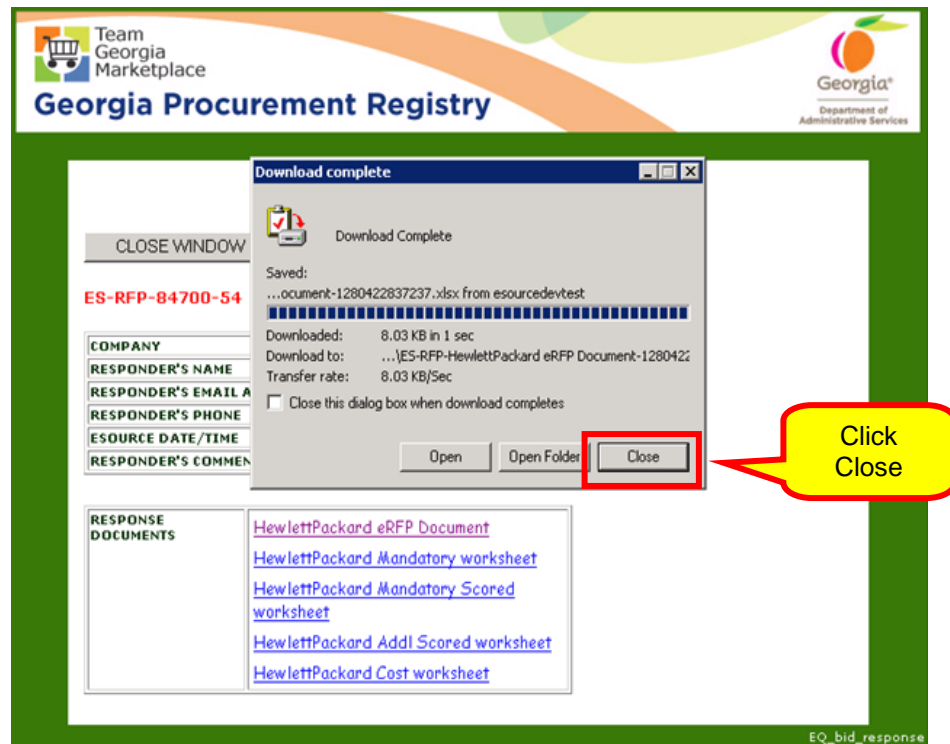 Team
Georgia
Marketplace
Georgia Procurement Registry
Georgia®
Department of
Administrative Services
Download complete
Download Complete
Saved:
...ocument-1280422837237.xlsx from esourcedevtest
Downloaded: 8.03 KB in 1 sec
Download to: ...\ES-RFP-HewlettPackard eRFP Document-1280422
Transfer rate: 8.03 KB/Sec
Close this dialog box when download completes
Open Open Folder Close
Click
Close
CLOSE WINDOW
ES-RFP-84700-54
COMPANY
RESPONDER'S NAME
RESPONDER'S EMAIL A
RESPONDER'S PHONE
ESOURCE DATE/TIME
RESPONDER'S COMMEN
RESPONSE
DOCUMENTS
HewlettPackard eRFP Document
HewlettPackard Mandatory worksheet
HewlettPackard Mandatory Scored
worksheet
HewlettPackard Addl Scored worksheet
HewlettPackard Cost worksheet
EQ_bid_response